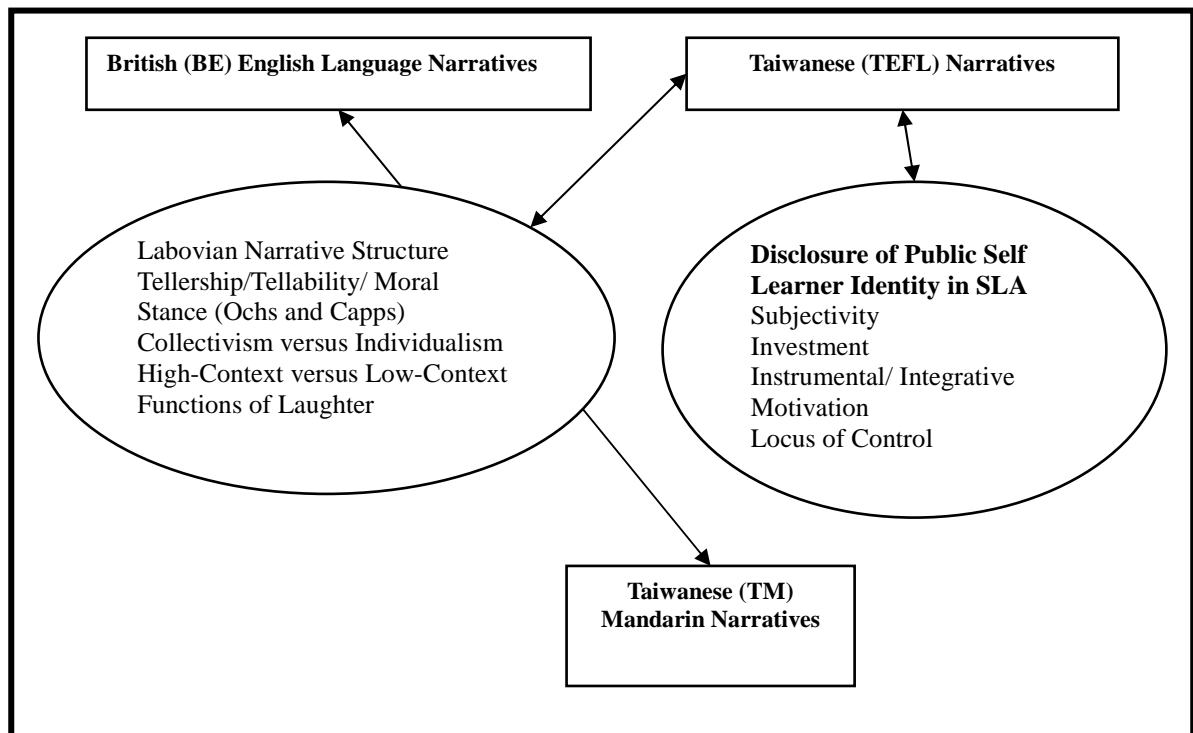 British (BE) English Language Narratives
Taiwanese (TEFL) Narratives
Labovian Narrative Structure
Tellership/Tellability/ Moral
Stance (Ochs and Capps)
Collectivism versus Individualism
High-Context versus Low-Context
Functions of Laughter
Disclosure of Public Self
Learner Identity in SLA
Subjectivity
Investment
Instrumental/ Integrative
Motivation
Locus of Control
Taiwanese (TM)
Mandarin Narratives